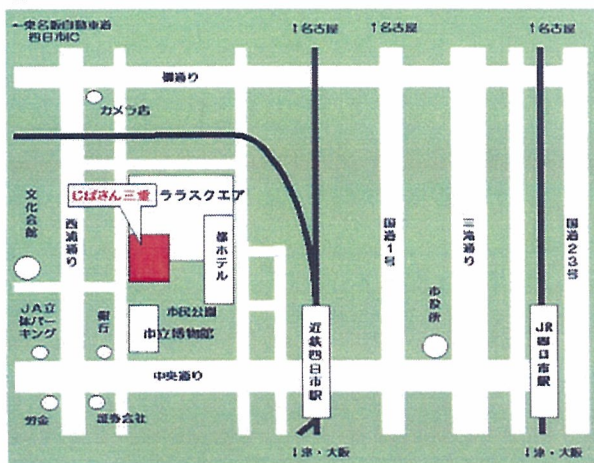 ←東名阪自動車道
四日市IC
↑名古屋
↑名古屋
↑名古屋
カメラ店
じばさん三重
ララスクエア
文化会館
西浦通り
都ホテル
国道1号
三滝通り
国道23号
JA立
体パー
キング
銀行
市民公園
市立博物館
市役所
近鉄四日市駅
JR四日市駅
中央通り
労金
証券会社
↓津・大阪
↓津・大阪